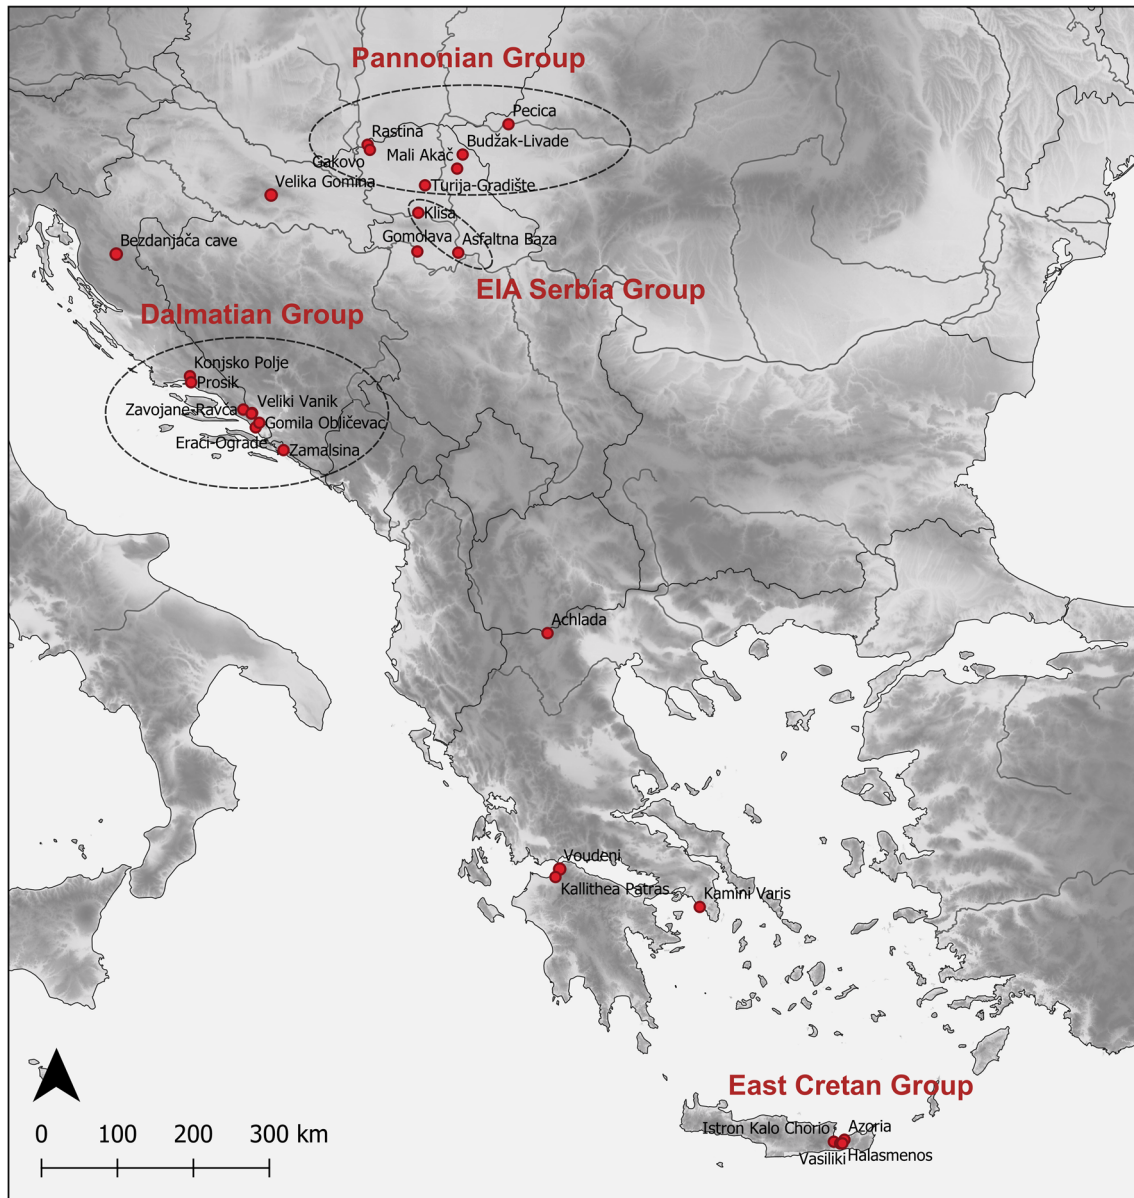 Pannonian Group
Pecica
Rastina
Budžak-Livade
Gakovo
Mali Akač
Velika Gomina
Turija-Gradište
Klisa
Bezdanjača cave
Gomolava
Asfaltna Baza
EIA Serbia Group
Dalmatian Group
Konjsko Polje
Prosik
Veliki Vanik
Zavojane-Ravča
Gomila Obličevac
Eraći-Ograde
Zamalsina
Achlada
Voudeni
Kallithea Patras
Kamini Varis
East Cretan Group
Istron Kalo Chorio
Azoria
Vasiliki
Halasmenos
0 100 200 300 km